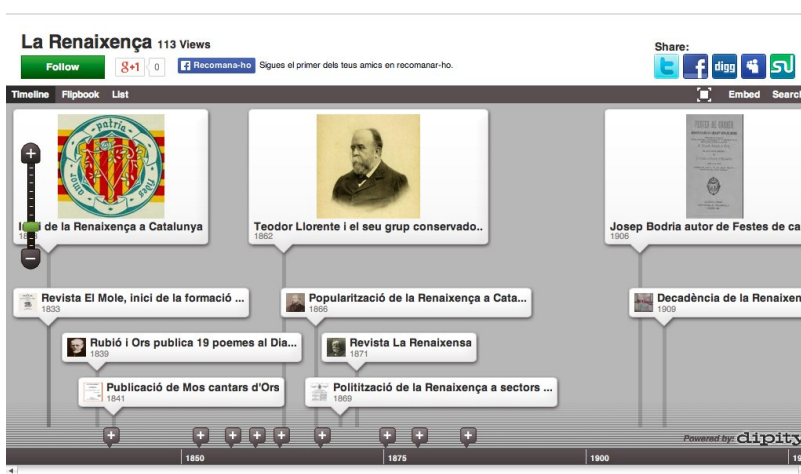 La Renaixença 113 Views
Follow
g+1 0
Recomana-ho Sigues el primer dels teus amics en recomanar-ho.
Share:
digg
Timeline Flipbook List
Embed Search
patria
fides
amor
de la Renaixença a Catalunya
Teodor Llorente i el seu grup conservado..
1862
Josep Bodria autor de Festes de ca
1906
Revista El Mole, inici de la formació ...
1833
Popularització de la Renaixença a Cata...
1866
Decadència de la Renaixen
1909
Rubió i Ors publica 19 poemes al Dia...
1839
Revista La Renaixensa
1871
Publicació de Mos cantars d'Ors
1841
Politització de la Renaixença a sectors ...
1869
Powered by: dipity
1850
1875
1900